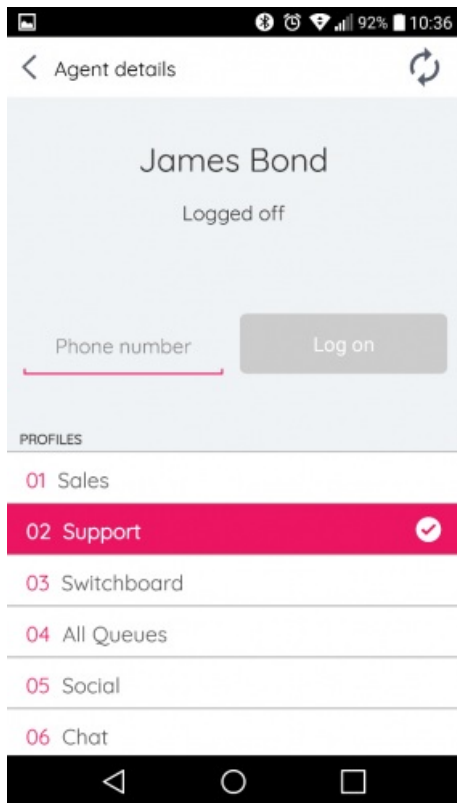 92% 10:36
Agent details
James Bond
Logged off
Phone number Log on
PROFILES
01 Sales
02 Support
03 Switchboard
04 All Queues
05 Social
06 Chat